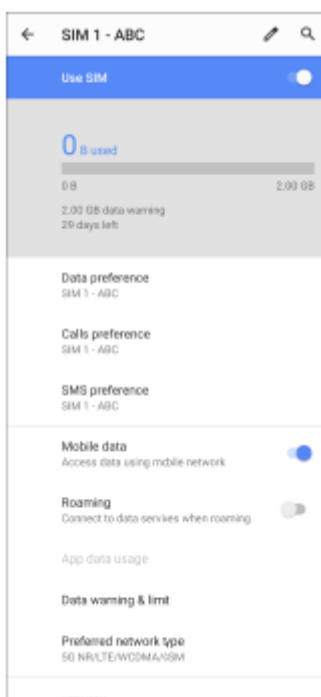 SIM 1 - ABC
Use SIM
0 B used
0 B 2.00 GB
2.00 GB data warning
29 days left
Data preference
SIM 1 - ABC
Calls preference
SIM 1 - ABC
SMS preference
SIM 1 - ABC
Mobile data
Access data using mobile network
Roaming
Connect to data services when roaming
App data usage
Data warning & limit
Preferred network type
5G NR/LTE/WCDMA/GSM